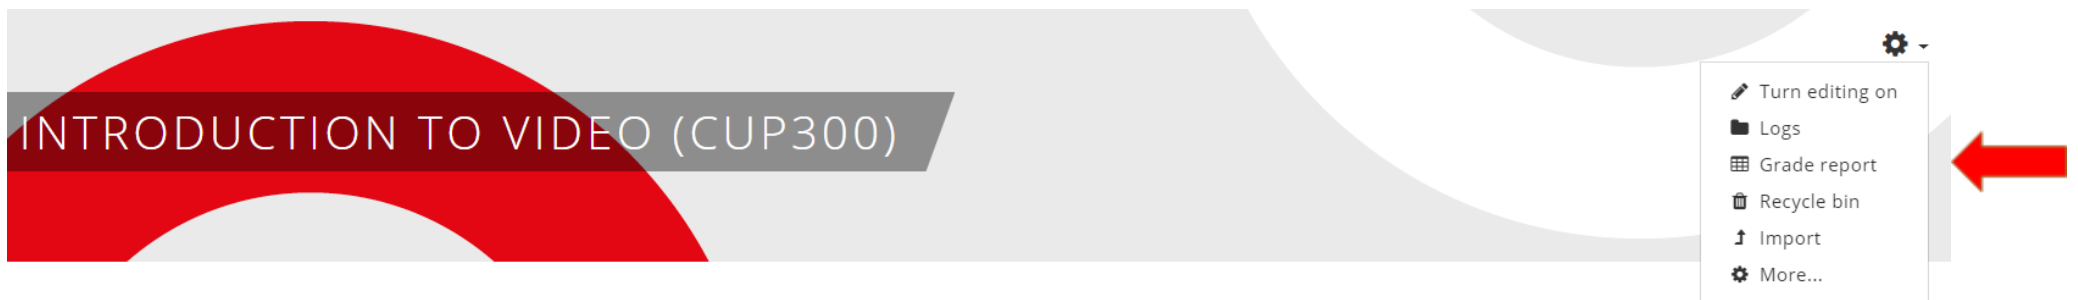 INTRODUCTION TO VIDEO (CUP300)
Turn editing on
Logs
Grade report
Recycle bin
Import
More...